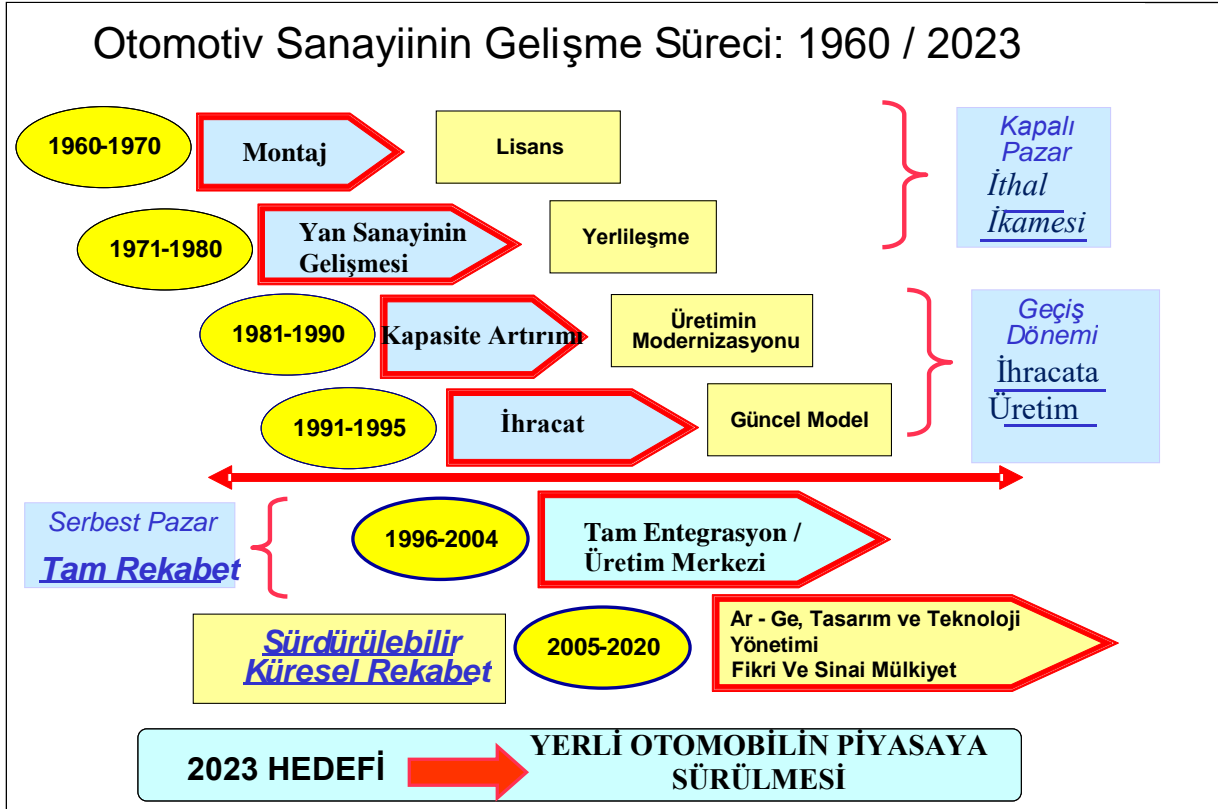 Otomotiv Sanayiinin Gelişme Süreci: 1960 / 2023
1960-1970
Montaj
Lisans
Kapalı
Pazar
İthal
İkamesi
1971-1980
Yan Sanayinin
Gelişmesi
Yerlileşme
1981-1990
Kapasite Artırımı
Üretimin
Modernizasyonu
Geçiş
Dönemi
İhracata
Üretim
1991-1995
İhracat
Güncel Model
Serbest Pazar
Tam Rekabet
1996-2004
Tam Entegrasyon /
Üretim Merkezi
Sürdürülebilir
Küresel Rekabet
2005-2020
Ar - Ge, Tasarım ve Teknoloji
Yönetimi
Fikri Ve Sinai Mülkiyet
2023 HEDEFİ
YERLİ OTOMOBİLİN PİYASAYA
SÜRÜLMESİ